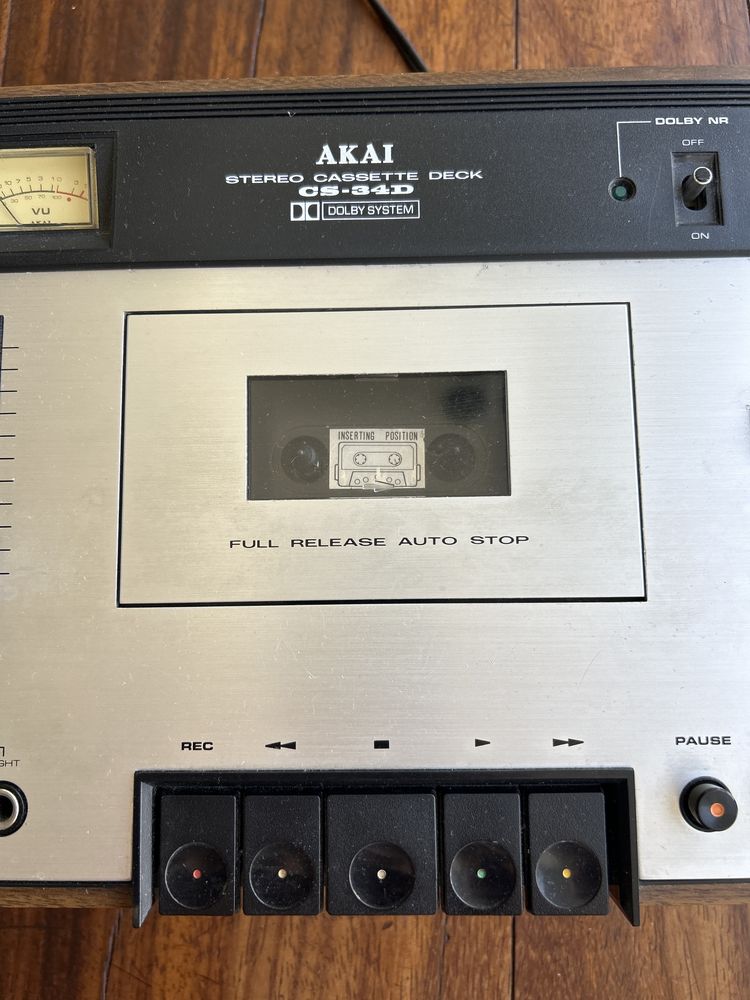 DOLBY NR
AKAI
OFF
STEREO CASSETTE DECK
CS-34D
DOLBY SYSTEM
VU
AKAI
ON
INSERTING POSITION
FULL RELEASE AUTO STOP
REC
PAUSE